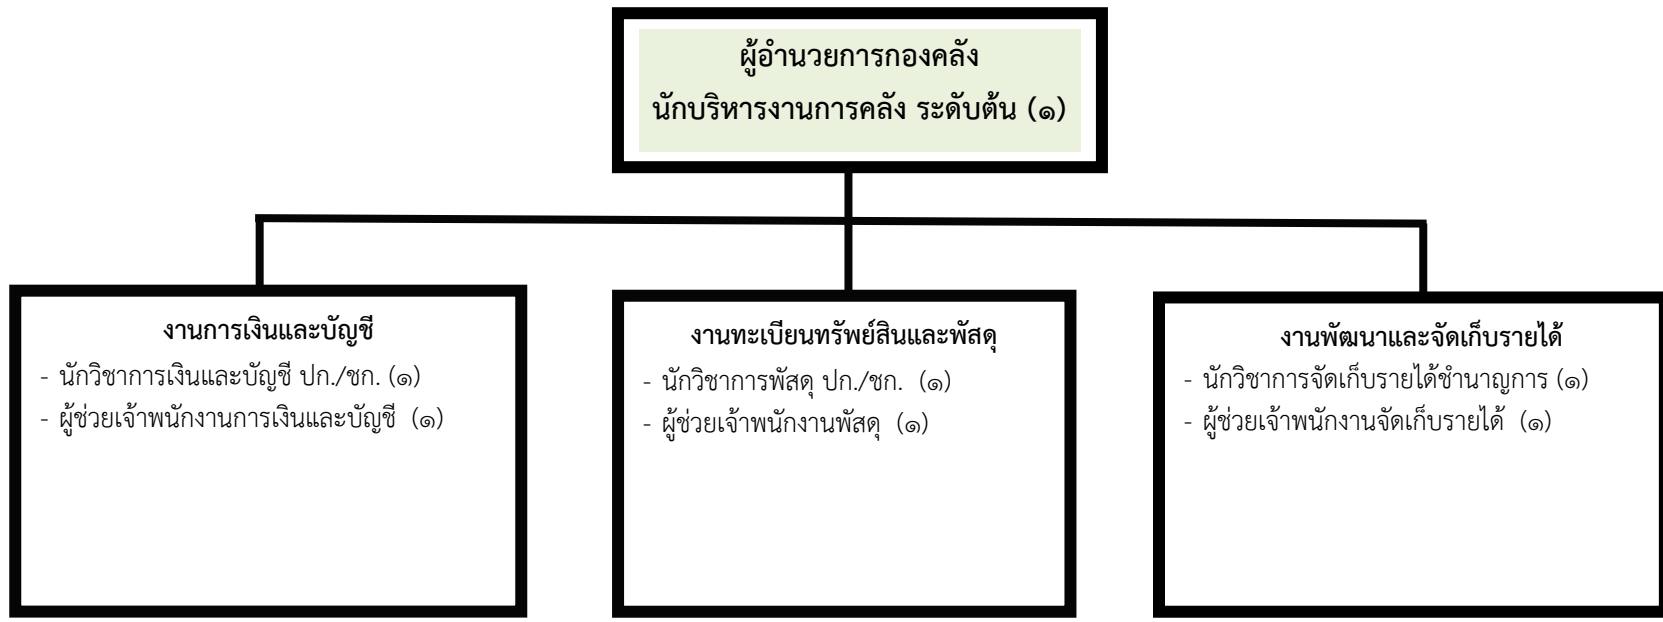 ผู้อำนวยการกองคลัง
นักบริหารงานการคลัง ระดับต้น (๑)
งานการเงินและบัญชี
- นักวิชาการเงินและบัญชี ปก./ชก. (๑)
- ผู้ช่วยเจ้าพนักงานการเงินและบัญชี (๑)
งานทะเบียนทรัพย์สินและพัสดุ
- นักวิชาการพัสดุ ปก./ชก. (๑)
- ผู้ช่วยเจ้าพนักงานพัสดุ (๑)
งานพัฒนาและจัดเก็บรายได้
- นักวิชาการจัดเก็บรายได้ชำนาญการ (๑)
- ผู้ช่วยเจ้าพนักงานจัดเก็บรายได้ (๑)